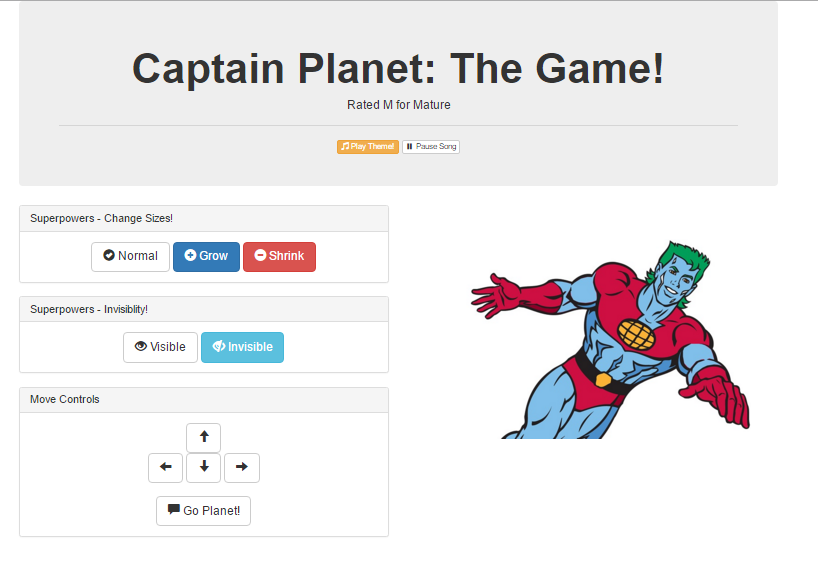 Captain Planet: The Game!
Rated M for Mature
Play Theme! Pause Song
Superpowers - Change Sizes!
Normal Grow Shrink
Superpowers - Invisiblity!
Visible Invisible
Move Controls
Go Planet!